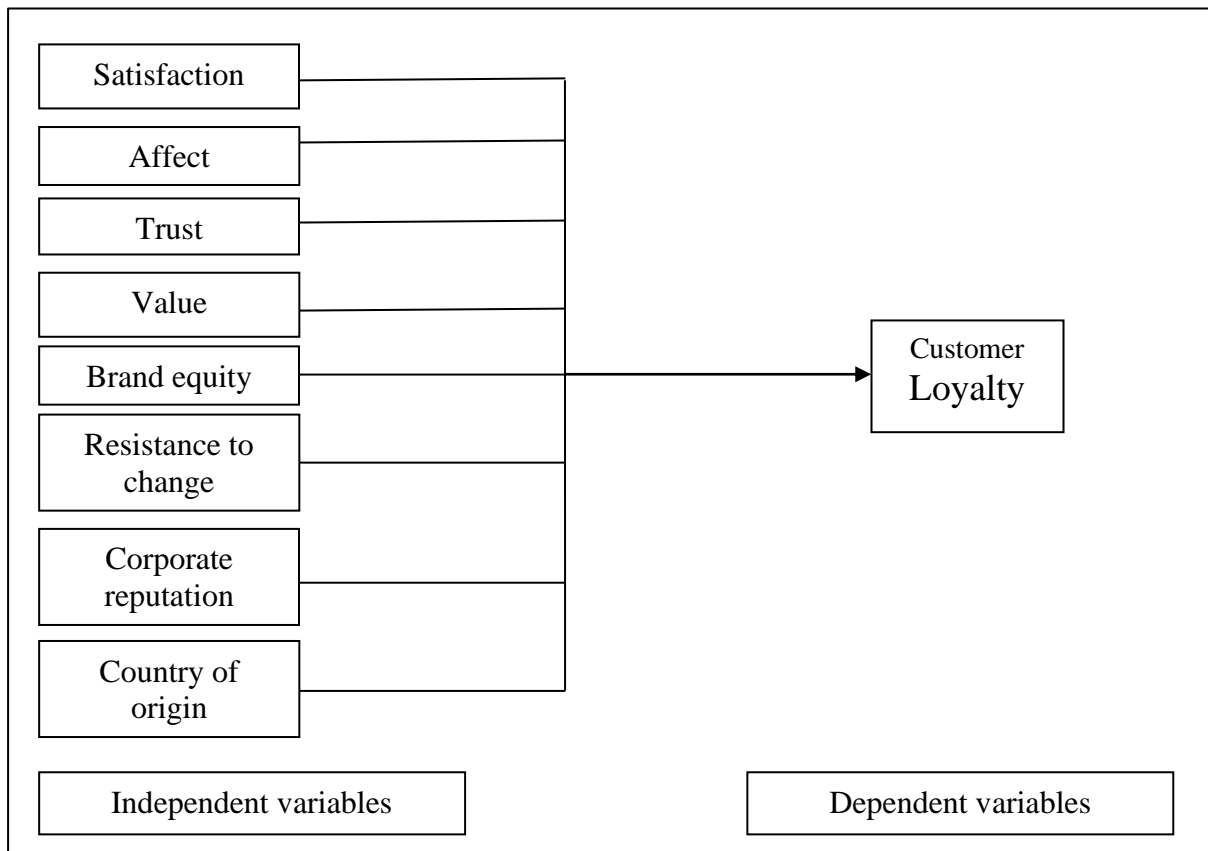 Satisfaction
Affect
Trust
Value
Brand equity
Resistance to
change
Corporate
reputation
Country of
origin
Customer
Loyalty
Independent variables
Dependent variables